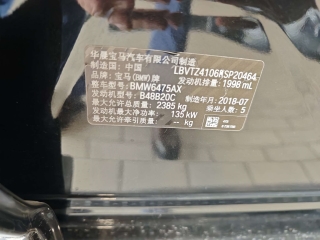 华晨宝马汽车有限公司制造
制造国：中国 LBVTZ4106KSP20464
品牌：宝马(BMW)牌 发动机排量：1998 mL
整车型号：BMW6475AX
发动机型号：B48B20C 制造年月：2018-07
最大允许总质量：2385 kg 乘坐人数：5
发动机最大净功率：135 kW
最大允许牵引质量：-- kg